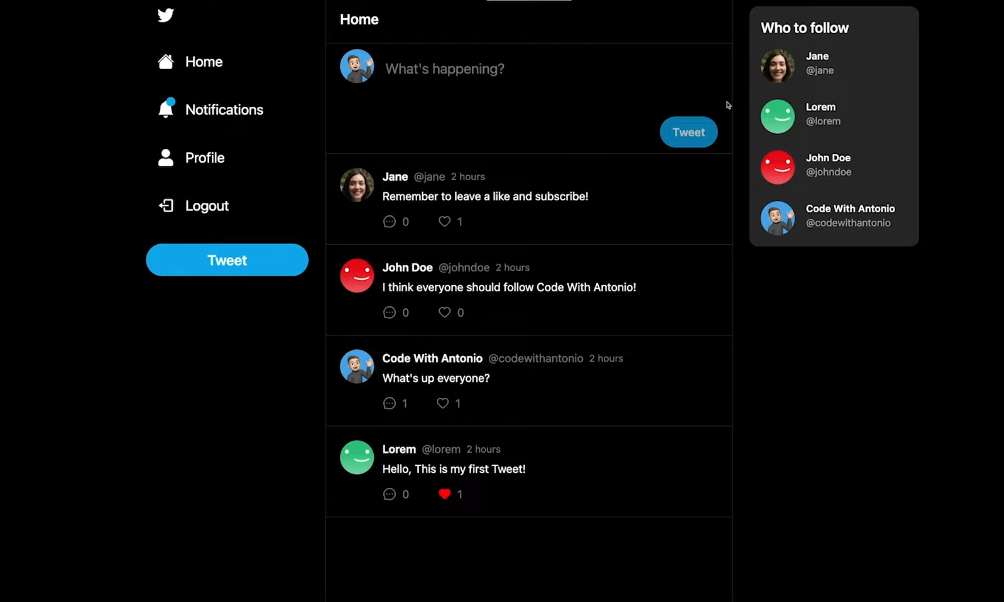 Home
Notifications
Profile
Logout
Tweet
Home
What's happening?
Tweet
Jane @jane 2 hours
Remember to leave a like and subscribe!
0 1
John Doe @johndoe 2 hours
I think everyone should follow Code With Antonio!
0 0
Code With Antonio @codewithantonio 2 hours
What's up everyone?
1 1
Lorem @lorem 2 hours
Hello, This is my first Tweet!
0 1
Who to follow
Jane
@jane
Lorem
@lorem
John Doe
@johndoe
Code With Antonio
@codewithantonio